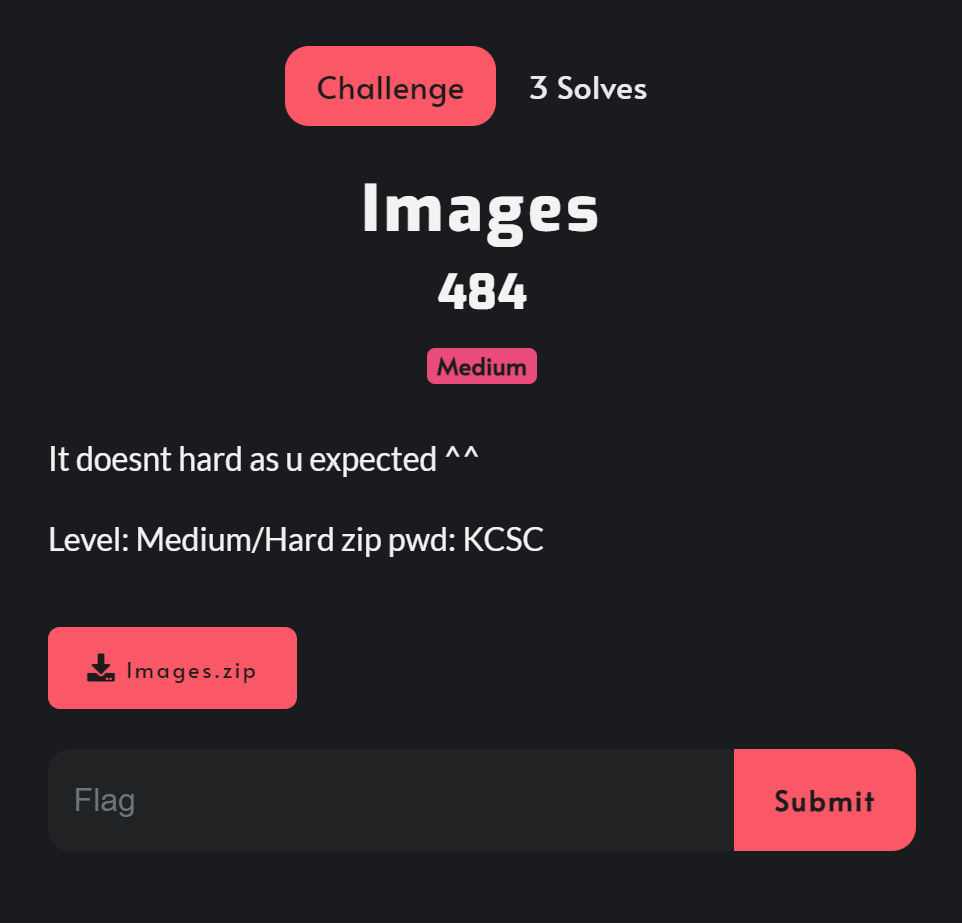 Challenge 3 Solves
Images
484
Medium
It doesnt hard as u expected ^^
Level: Medium/Hard zip pwd: KCSC
Images.zip
Flag Submit